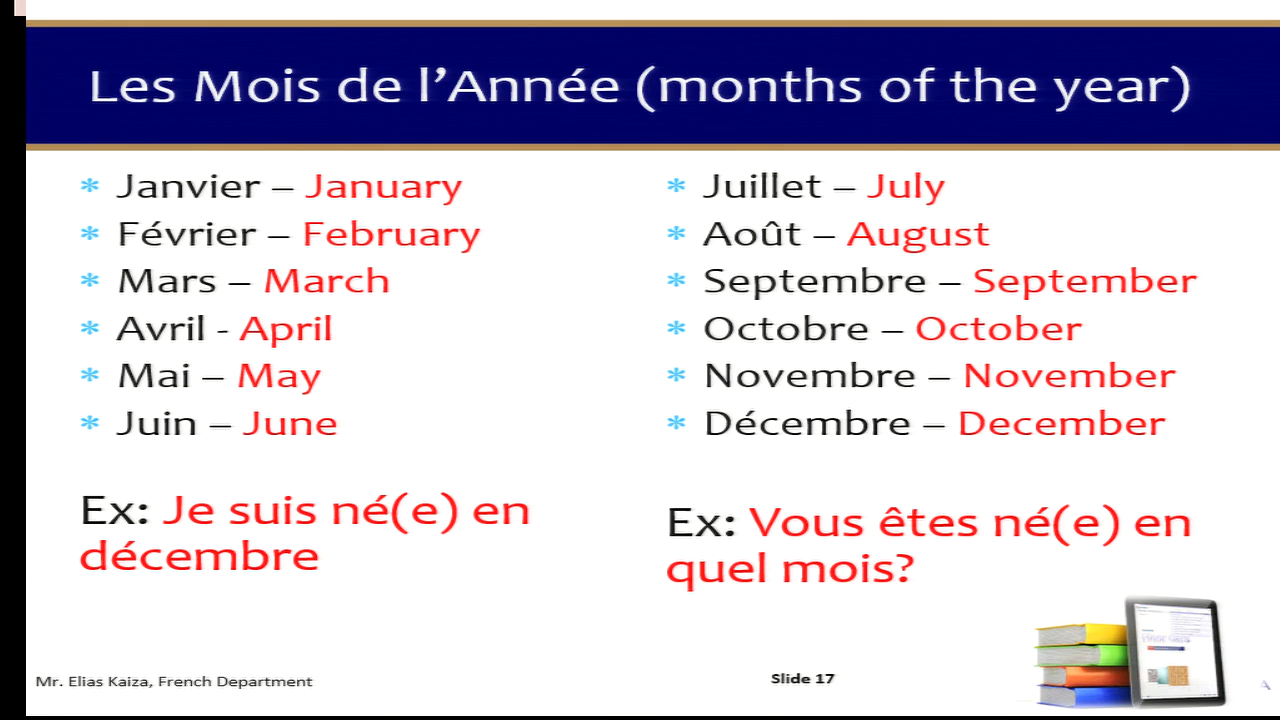 Les Mois de l’Année (months of the year)
* Janvier – January
* Février – February
* Mars – March
* Avril - April
* Mai – May
* Juin – June
Ex: Je suis né(e) en
décembre
* Juillet – July
* Août – August
* Septembre – September
* Octobre – October
* Novembre – November
* Décembre – December
Ex: Vous êtes né(e) en
quel mois?
Mr. Elias Kaiza, French Department
Slide 17